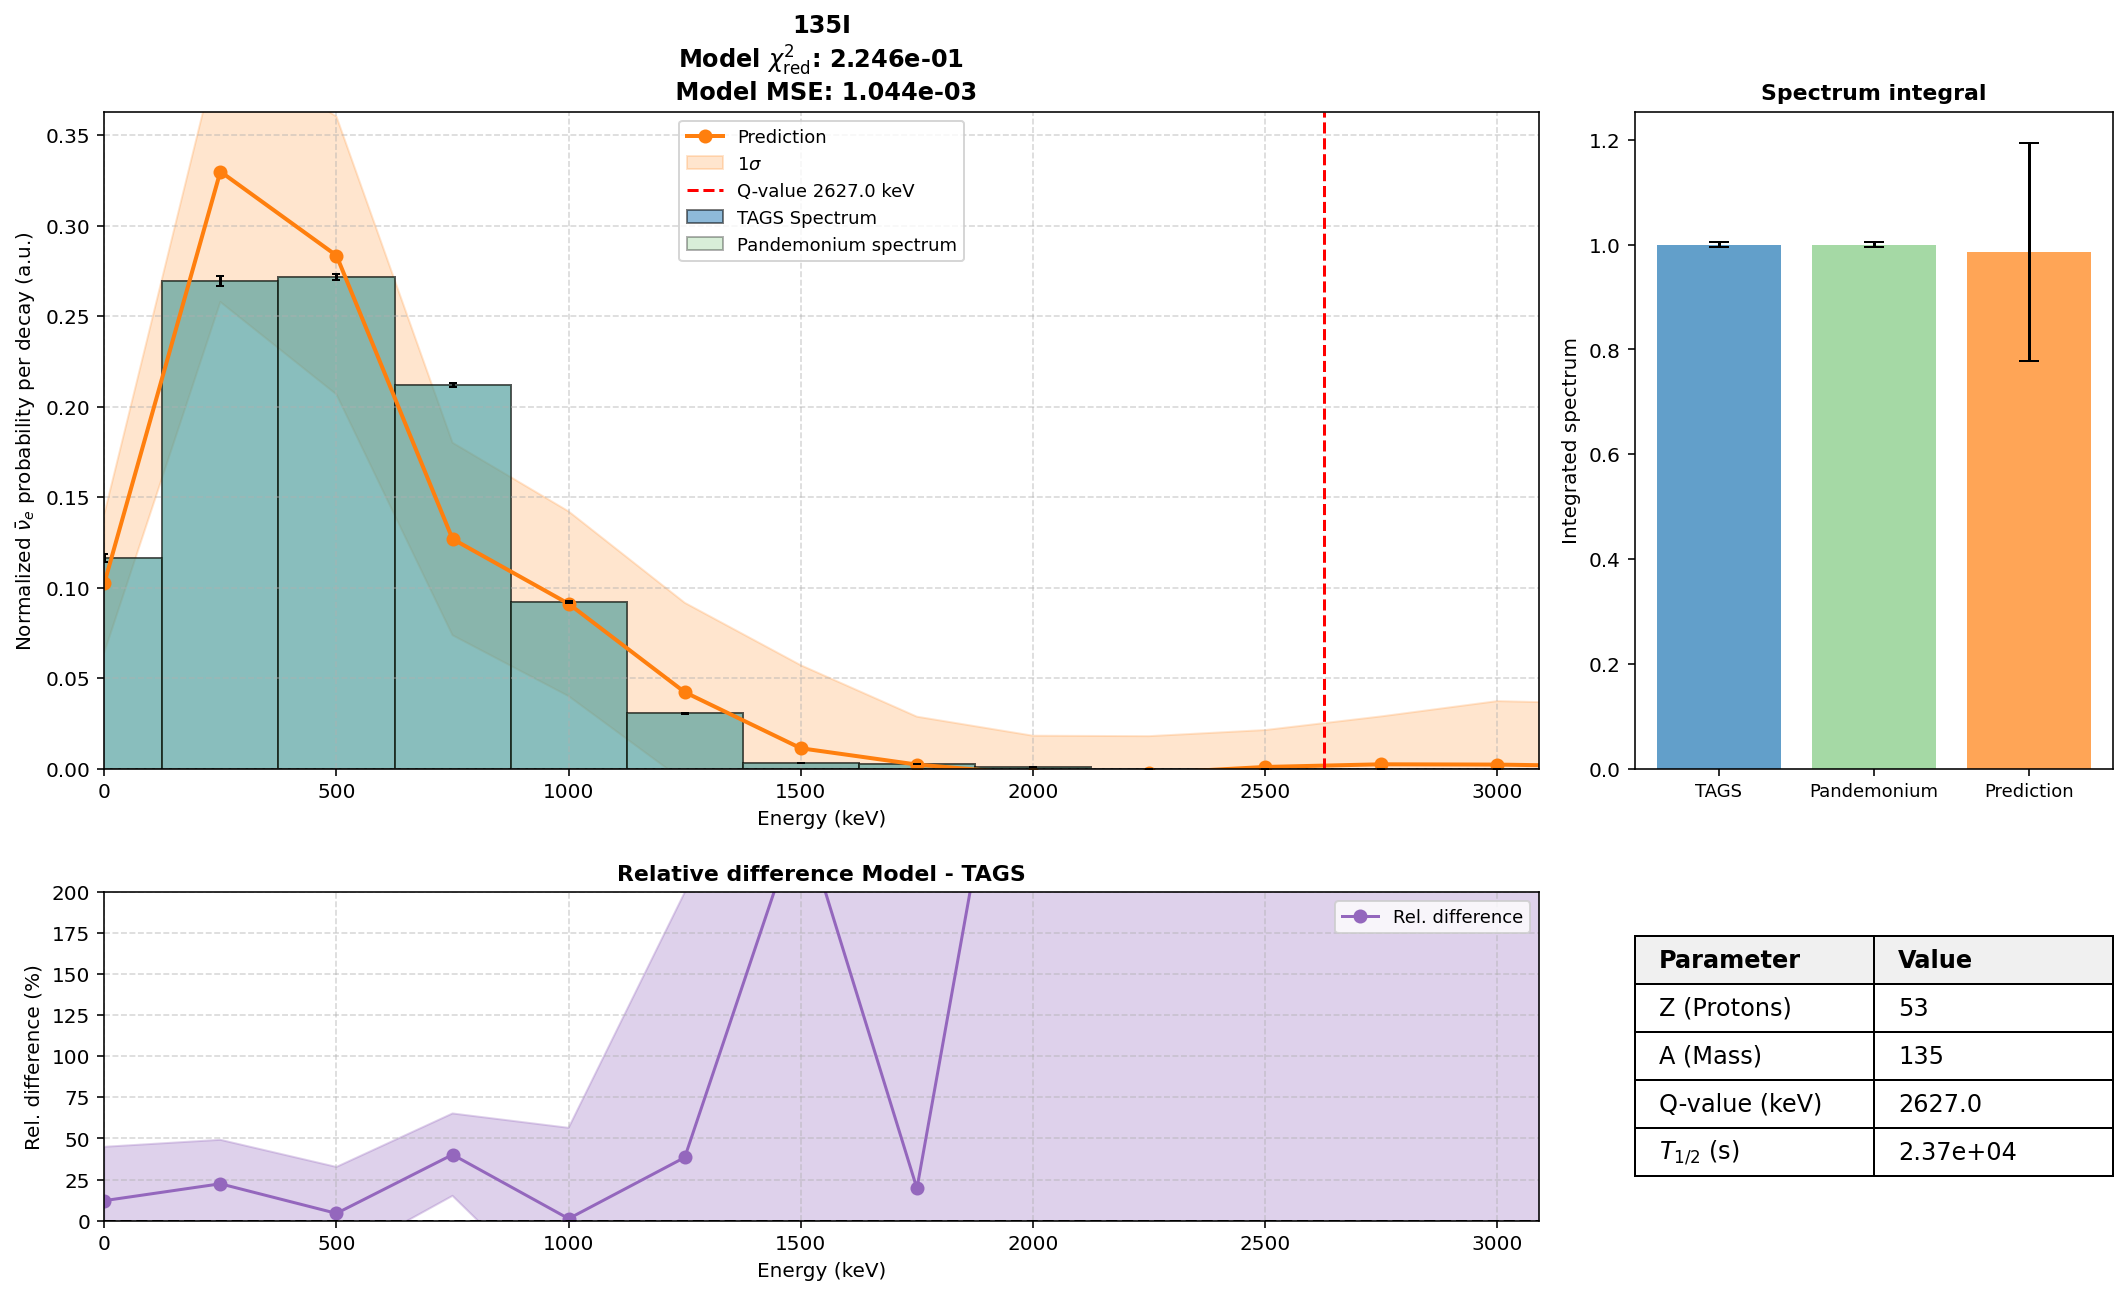 135I
Model χ²red: 2.246e-01
Model MSE: 1.044e-03
Normalized ν̄e probability per decay (a.u.)
0.35
0.30
0.25
0.20
0.15
0.10
0.05
0.00
Prediction
1σ
Q-value 2627.0 keV
TAGS Spectrum
Pandemonium spectrum
0 500 1000 1500 2000 2500 3000
Energy (keV)
Spectrum integral
Integrated spectrum
1.2
1.0
0.8
0.6
0.4
0.2
0.0
TAGS Pandemonium Prediction
Relative difference Model - TAGS
Rel. difference (%)
200
175
150
125
100
75
50
25
0
Rel. difference
0 500 1000 1500 2000 2500 3000
Energy (keV)
Parameter Value
Z (Protons) 53
A (Mass) 135
Q-value (keV) 2627.0
T1/2 (s) 2.37e+04